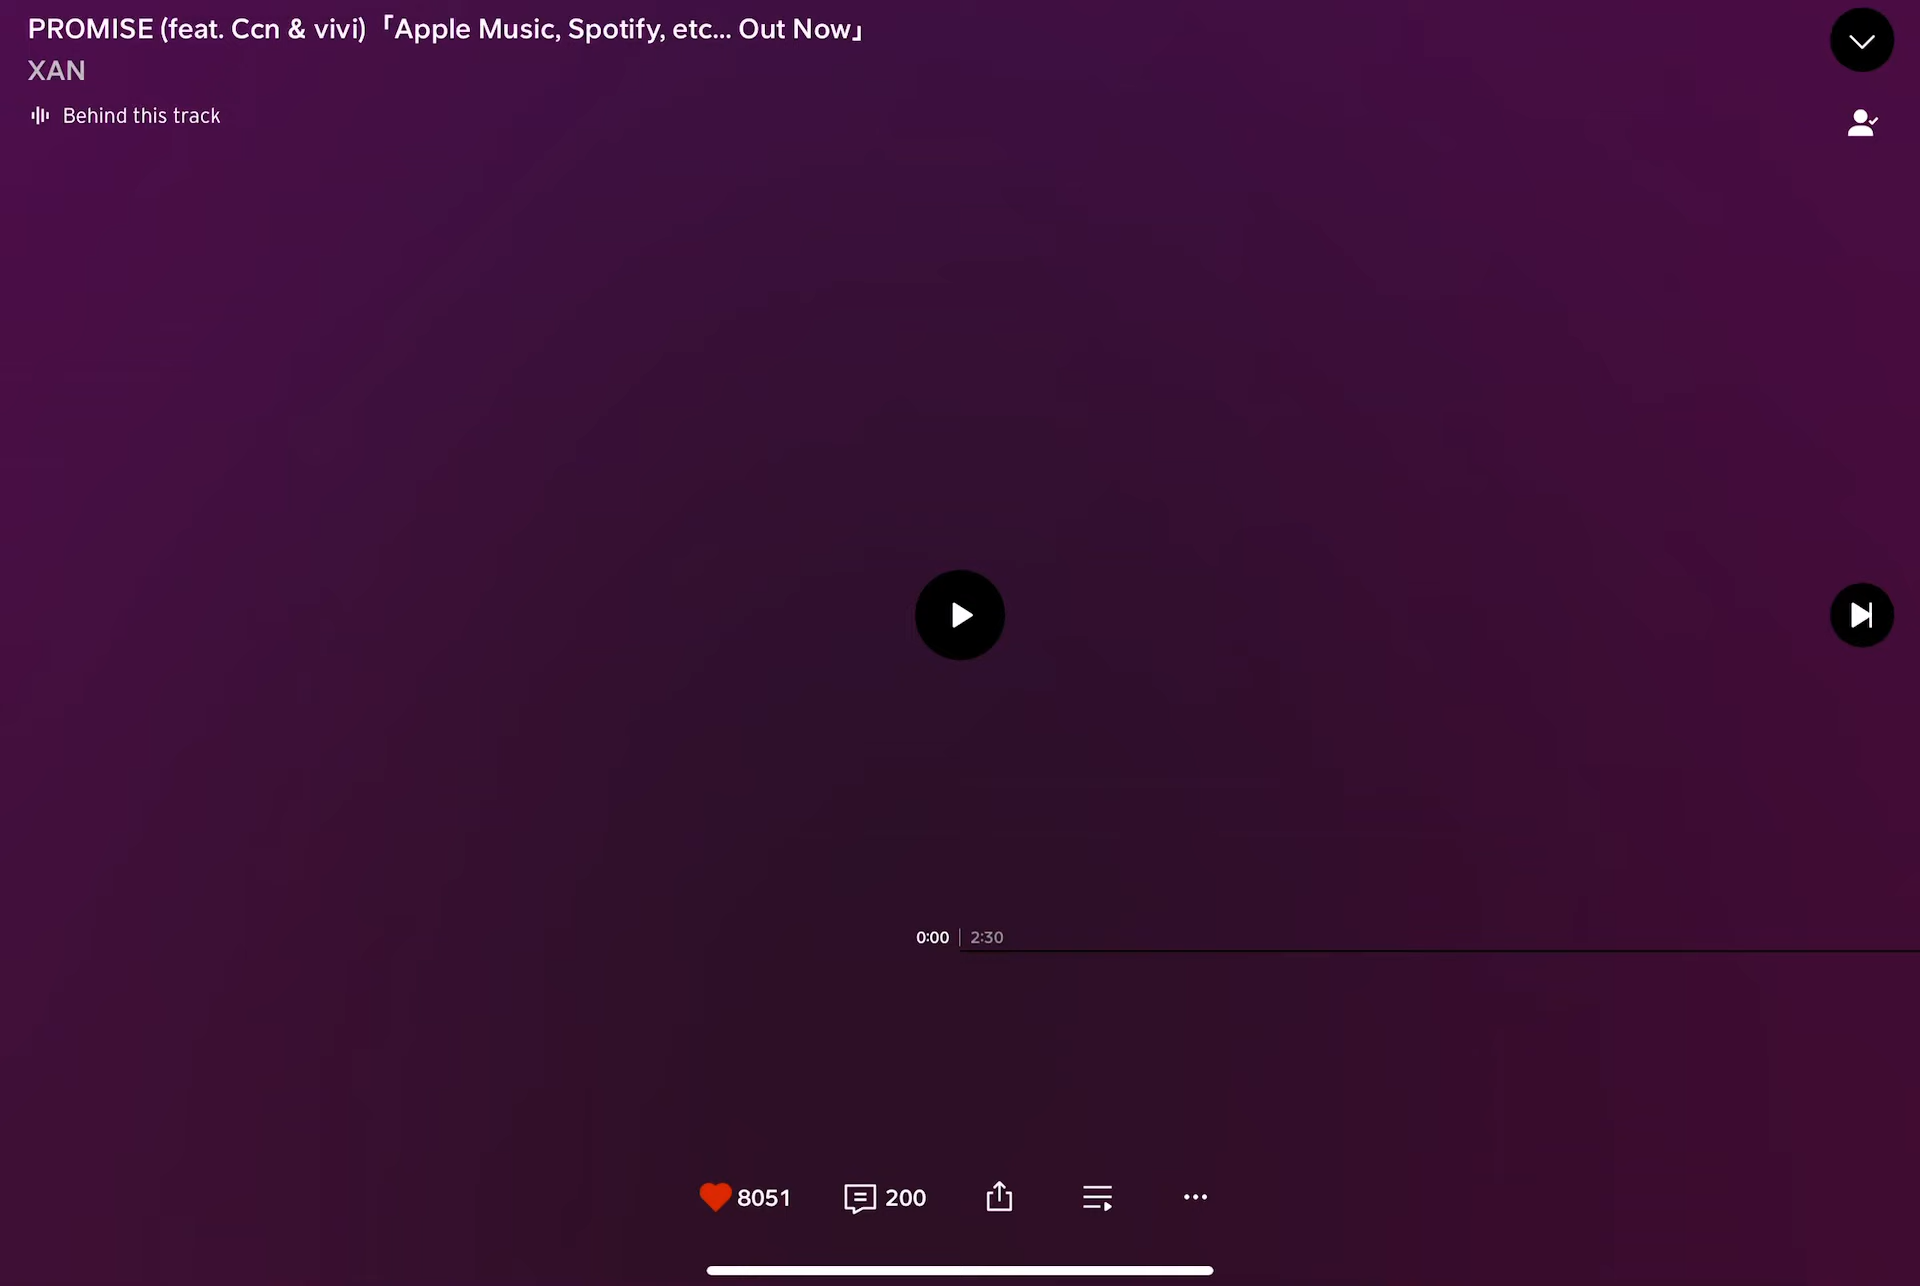 PROMISE (feat. Ccn & vivi)「Apple Music, Spotify, etc... Out Now」
XAN
Behind this track
0:00 2:30
8051 200